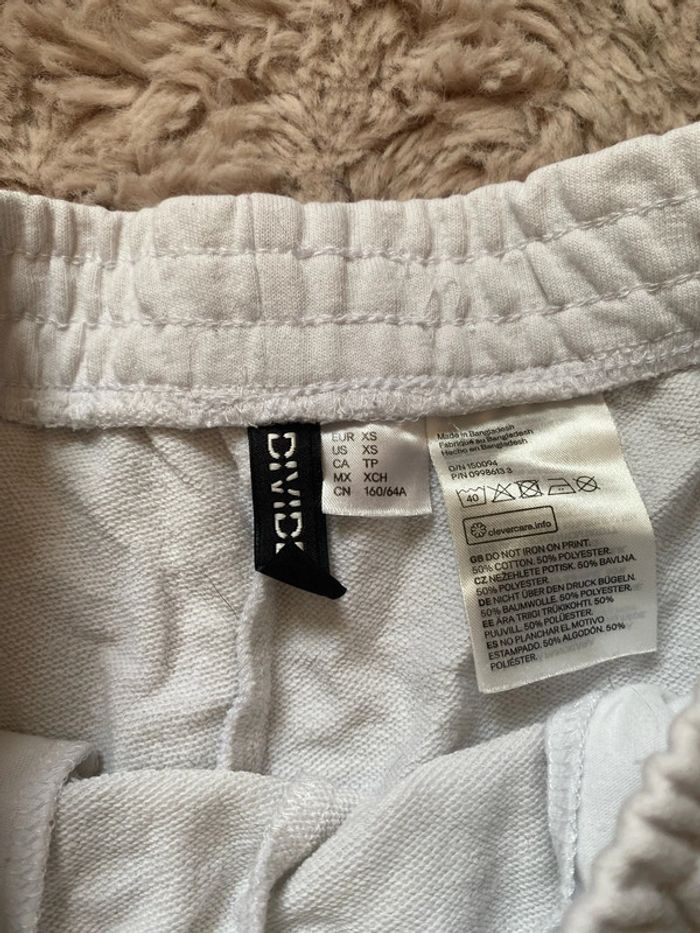 DIVIDE
EUR XS
US XS
CA TP
MX XCH
CN 160/64A
Made in Bangladesh
Fabriqué au Bangladesh
Hecho en Bangladesh
D/N 150094
P/N 0998613 3
40
clevercare.info
GB DO NOT IRON ON PRINT.
50% COTTON. 50% POLYESTER.
CZ NEŽEHLETE POTISK. 50% BAVLNA.
50% POLYESTER.
DE NICHT ÜBER DEN DRUCK BÜGELN.
50% BAUMWOLLE. 50% POLYESTER.
EE ÄRA TRIIGI TRÜKIKOHTI. 50%
PUUVILL. 50% POLÜESTER.
ES NO PLANCHAR EL MOTIVO
ESTAMPADO. 50% ALGODÓN. 50%
POLIÉSTER.